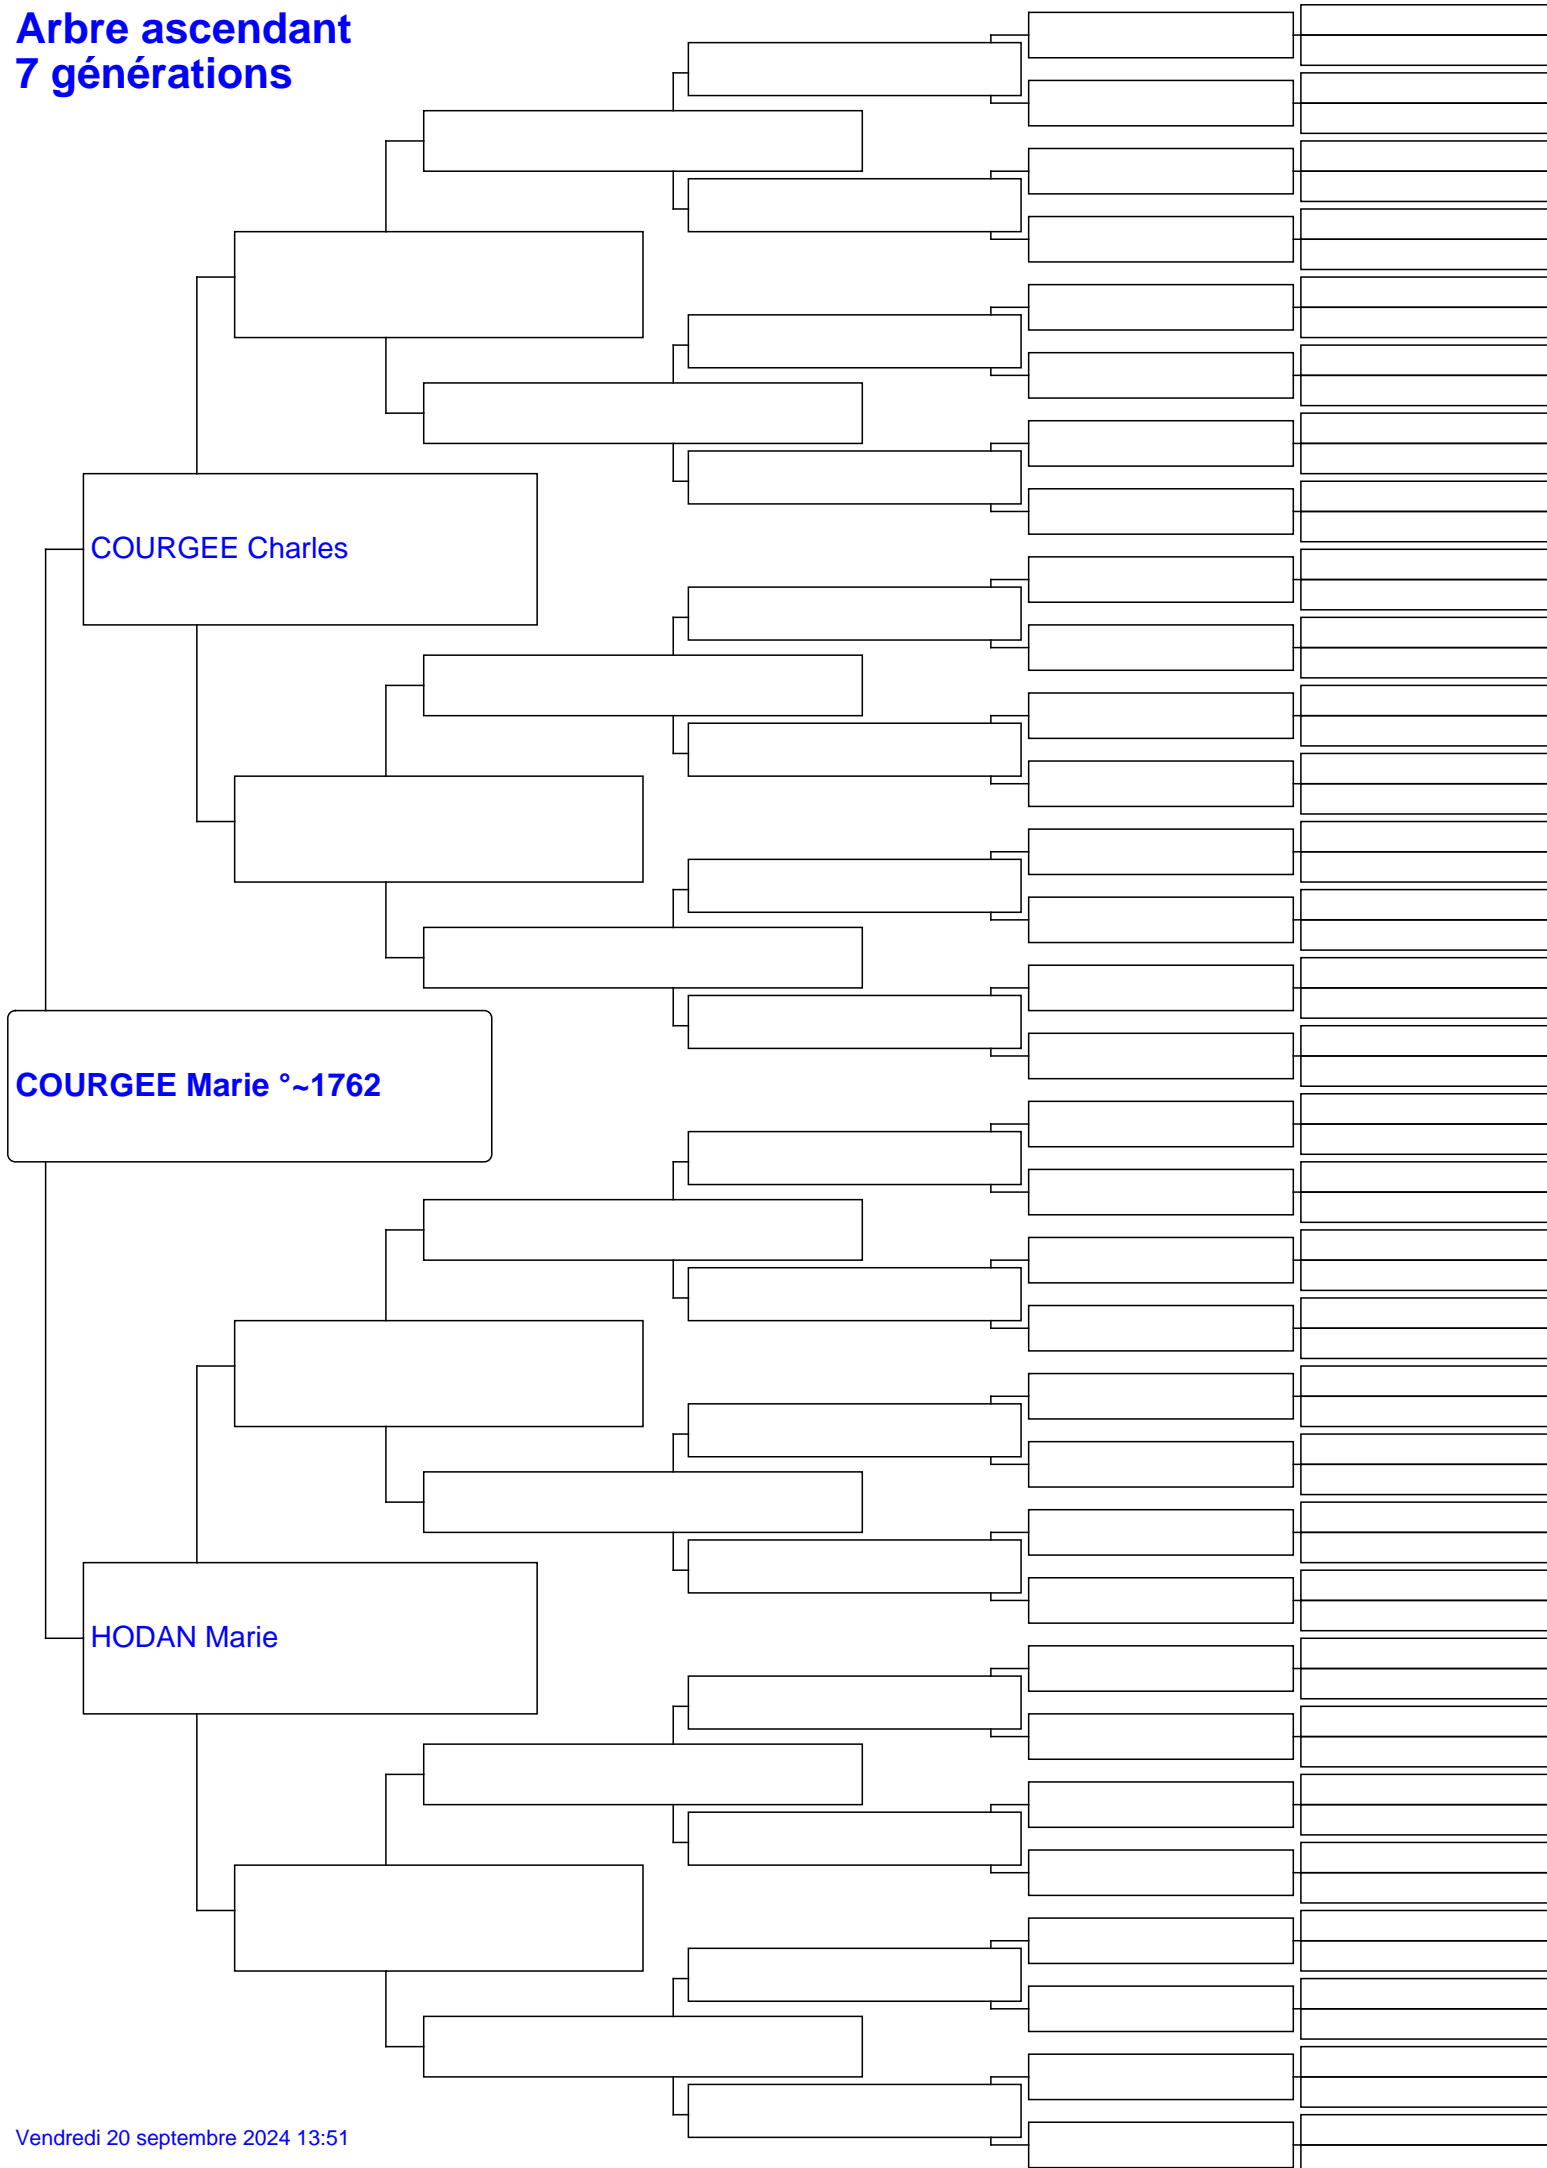 Arbre ascendant
7 générations
COURGEE Charles
COURGEE Marie °~1762
HODAN Marie
Vendredi 20 septembre 2024 13:51